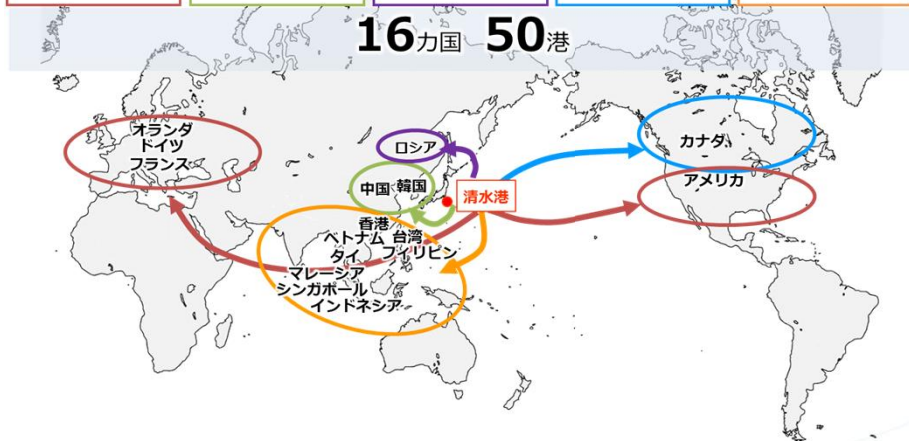 16カ国 50港
オランダ
ドイツ
フランス
ロシア
カナダ
アメリカ
中国 韓国
清水港
香港
ベトナム 台湾
タイ フィリピン
マレーシア
シンガポール
インドネシア